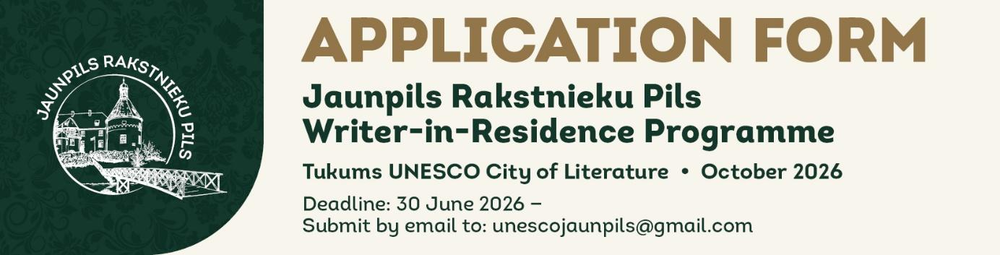 JAUNPILS RAKSTNIEKU PILS
APPLICATION FORM
Jaunpils Rakstnieku Pils
Writer-in-Residence Programme
Tukums UNESCO City of Literature • October 2026
Deadline: 30 June 2026 –
Submit by email to: unescojaunpils@gmail.com